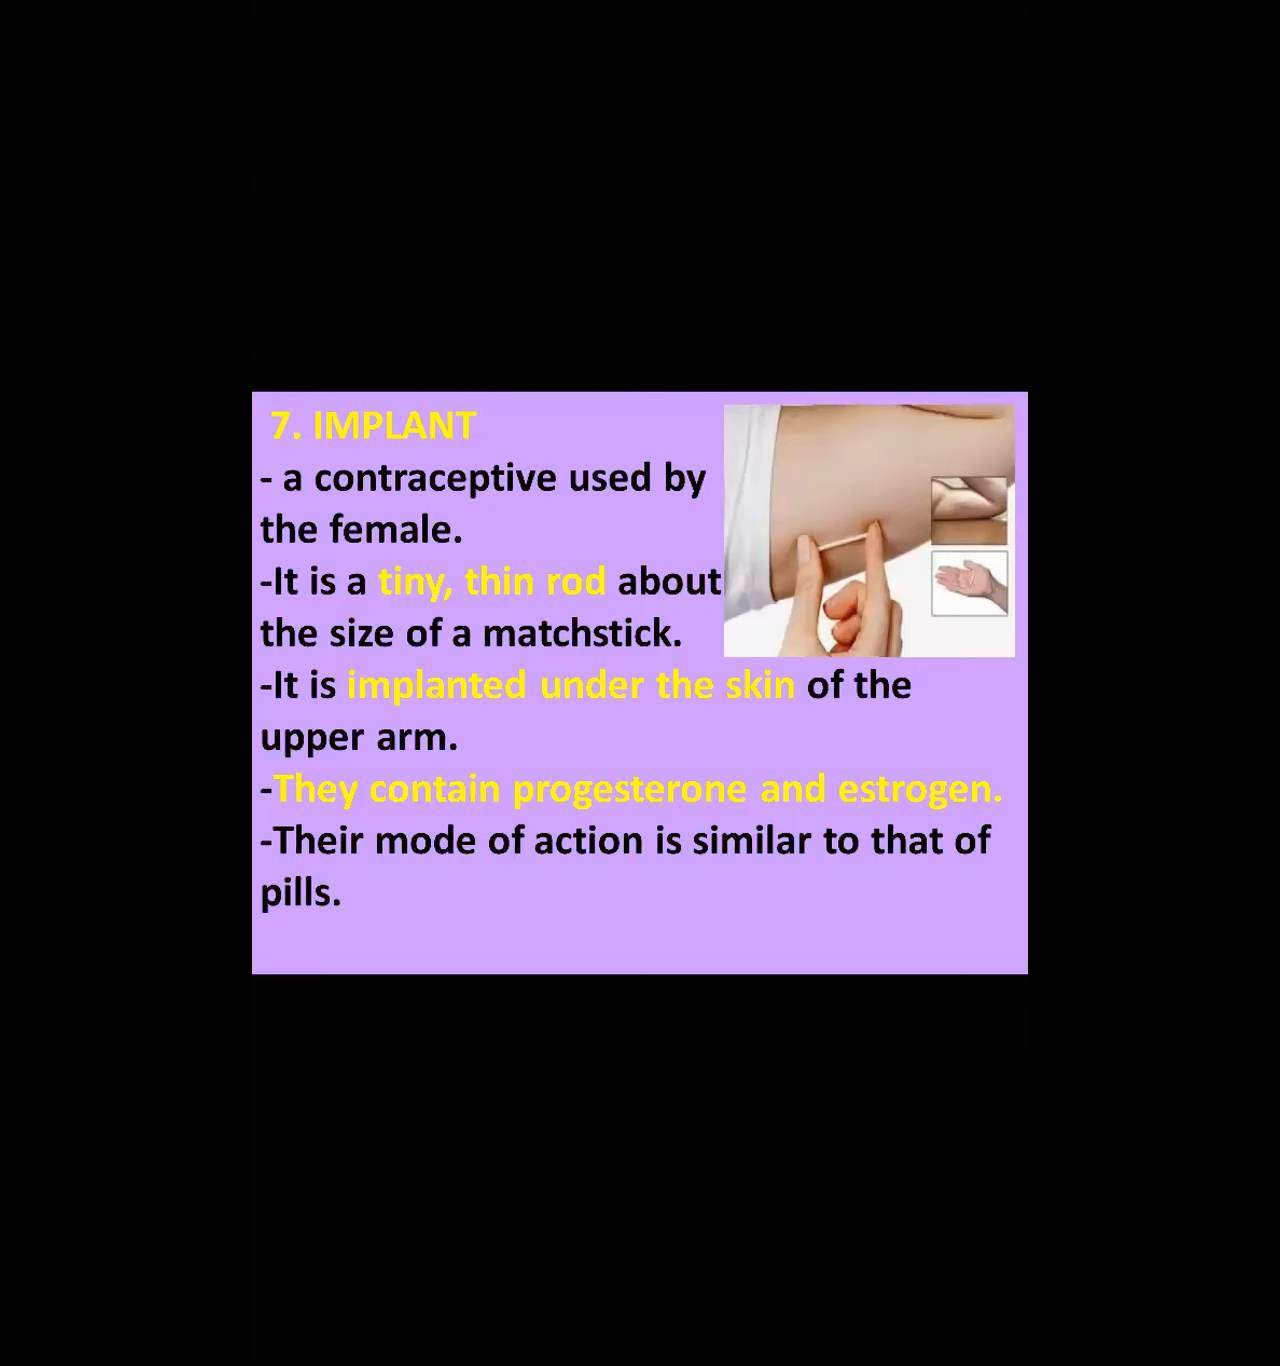 7. IMPLANT
- a contraceptive used by
the female.
-It is a tiny, thin rod about
the size of a matchstick.
-It is implanted under the skin of the
upper arm.
-They contain progesterone and estrogen.
-Their mode of action is similar to that of
pills.